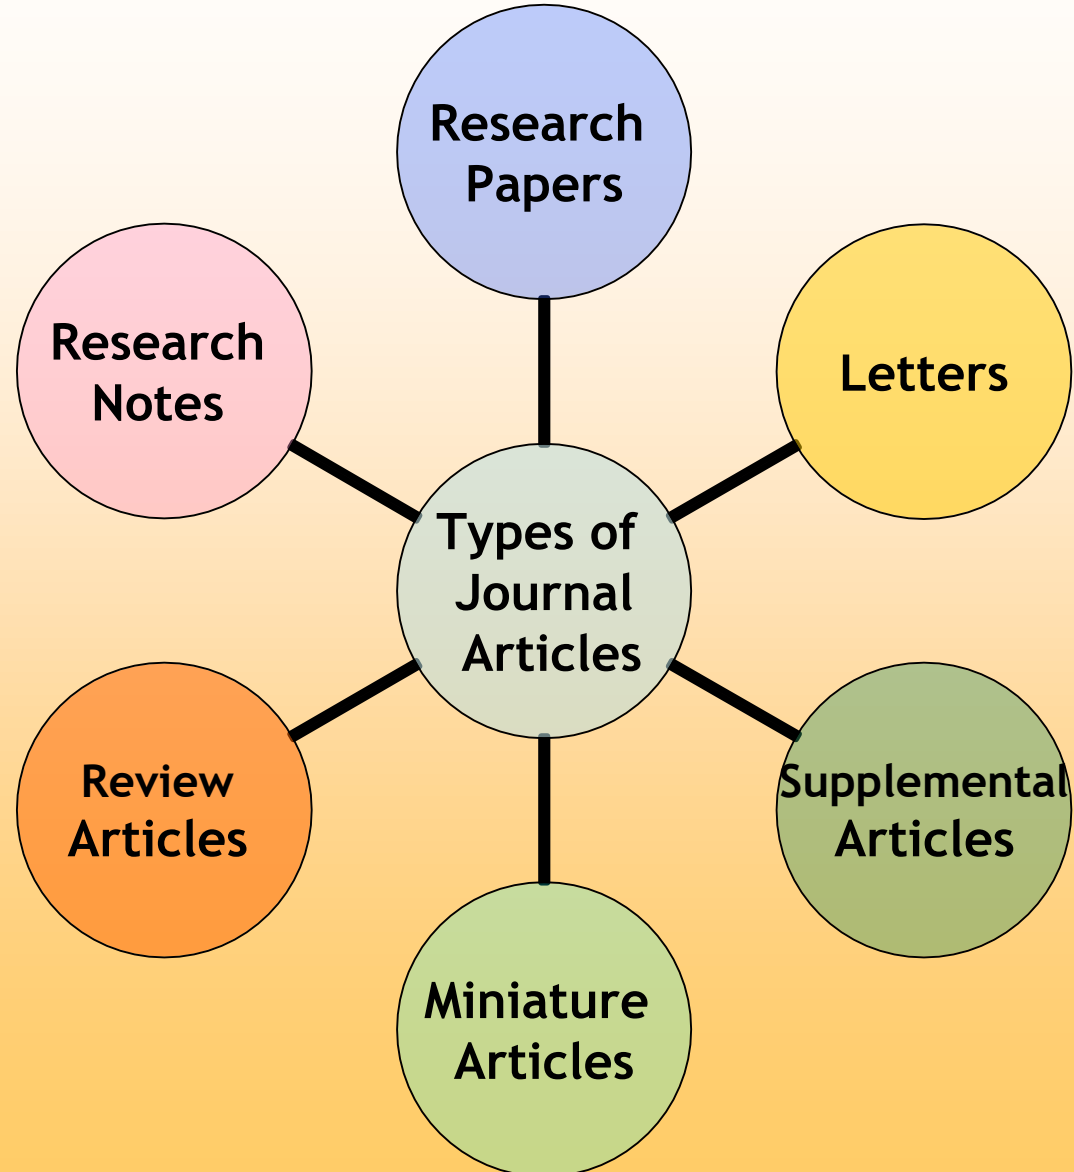 Research
Papers
Research
Notes
Letters
Types of
Journal
Articles
Review
Articles
Supplemental
Articles
Miniature
Articles